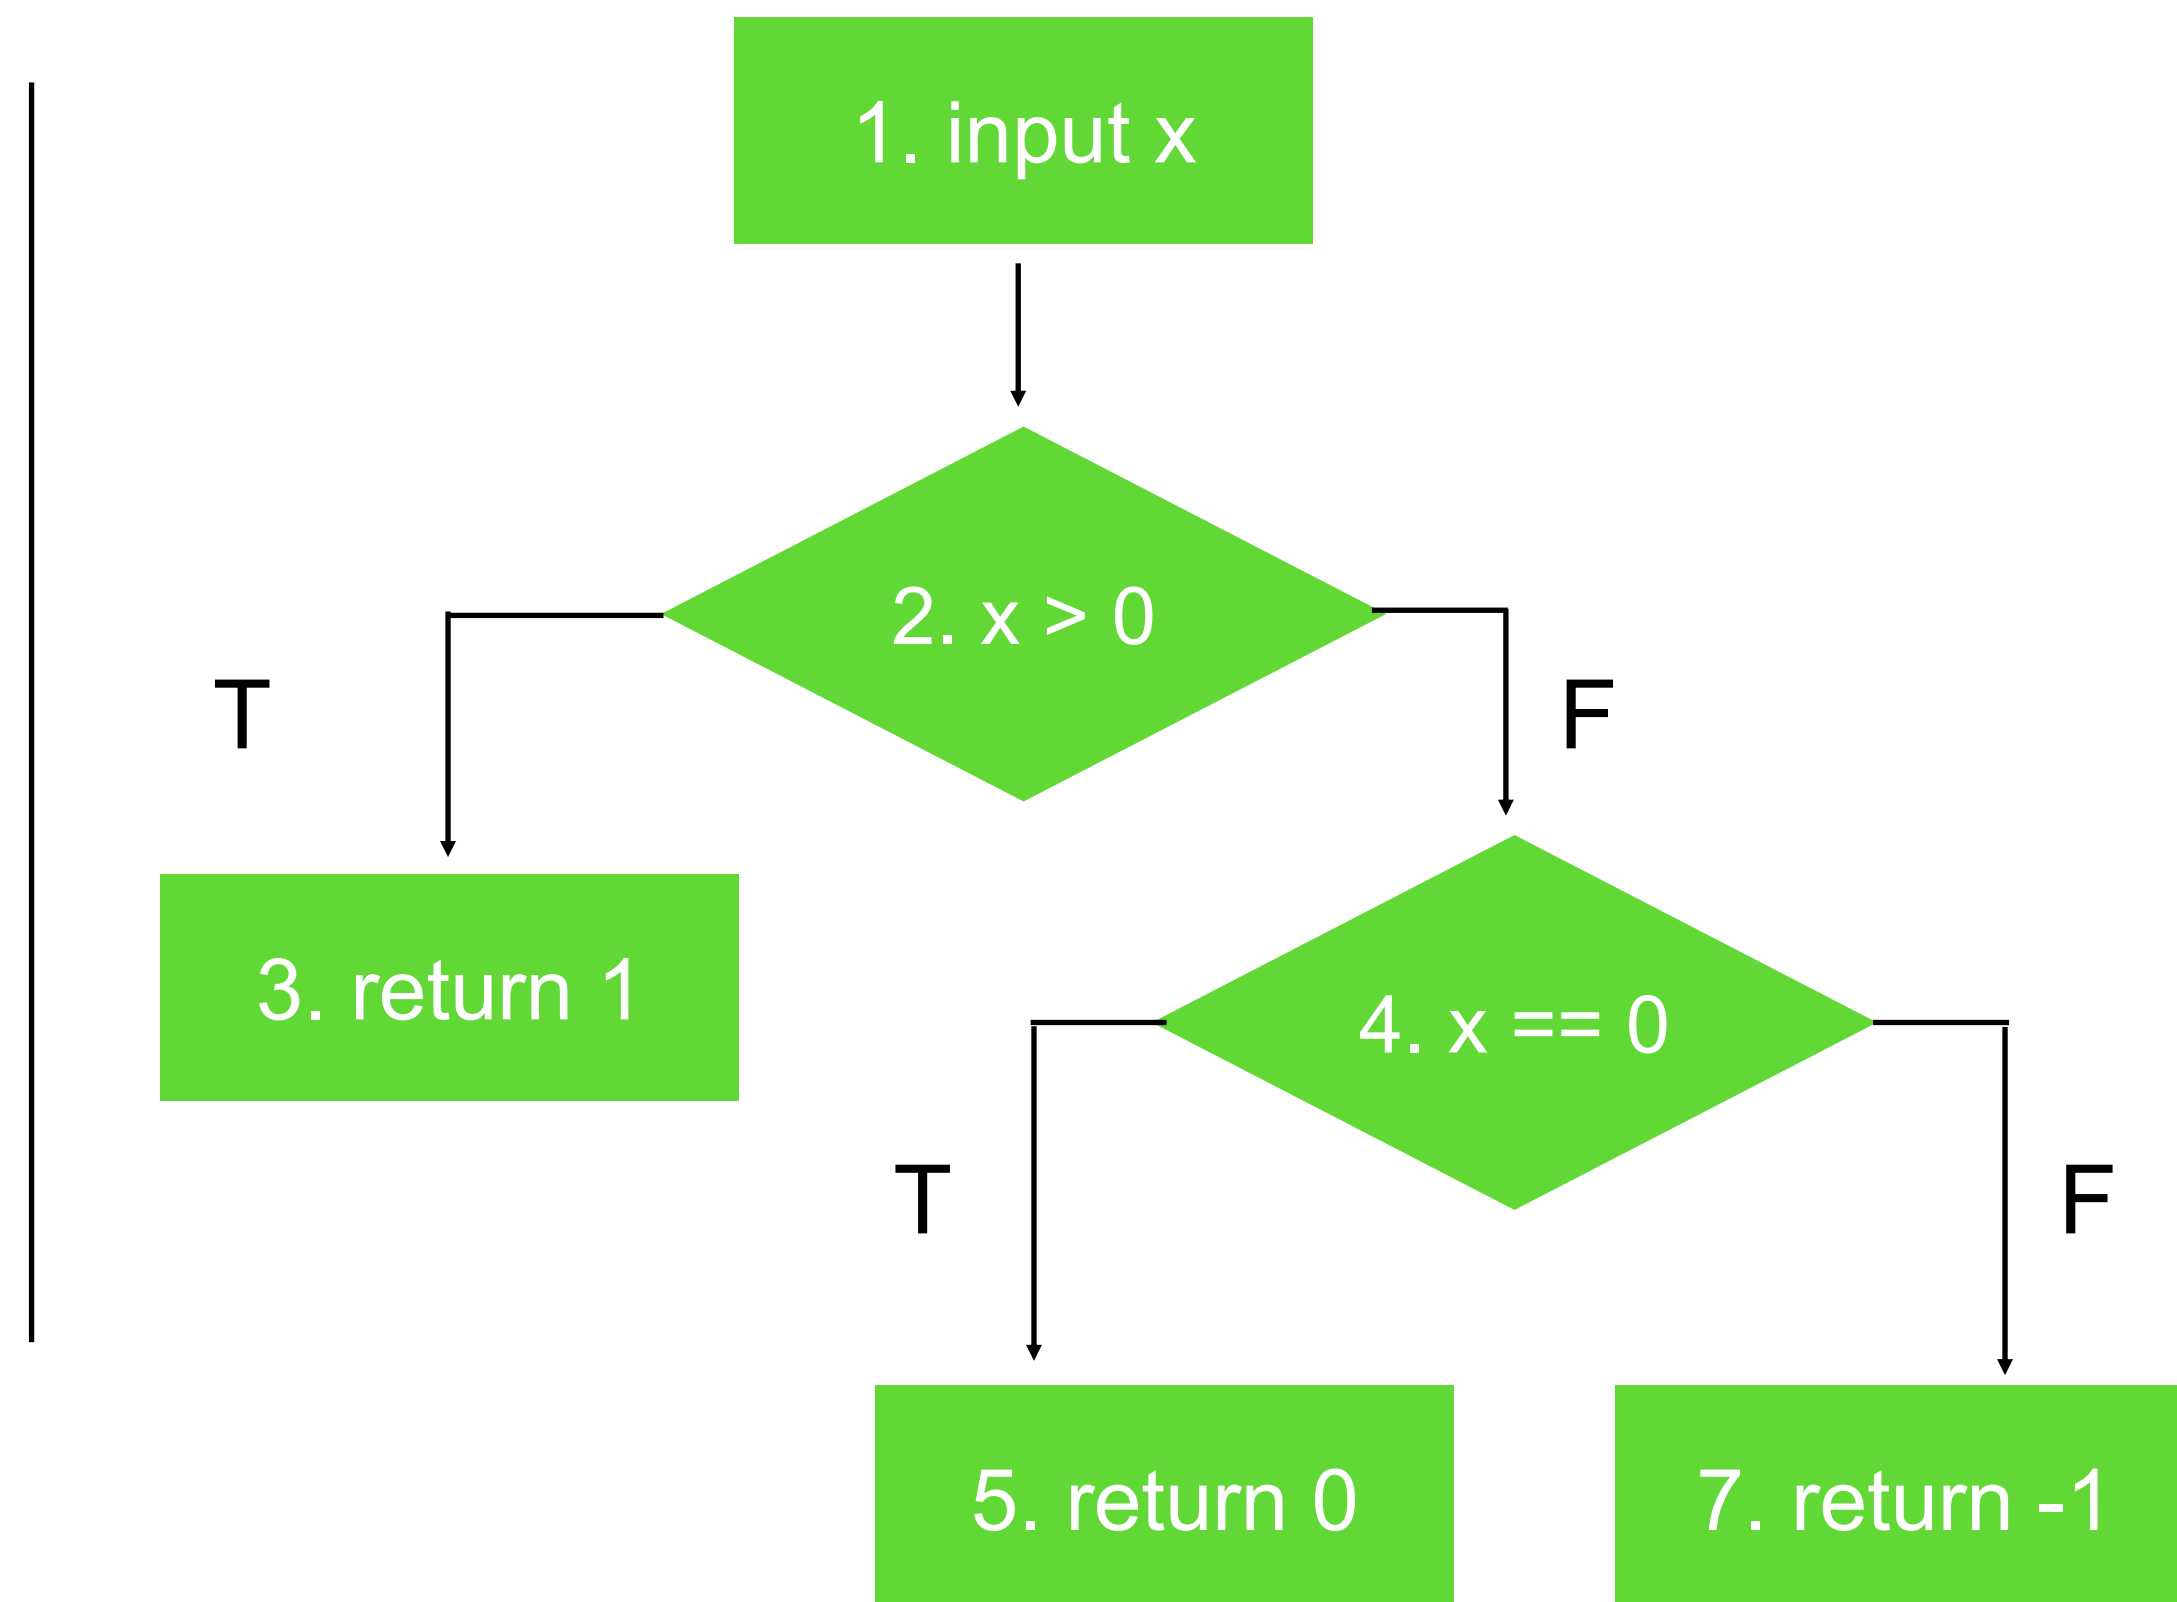 1. input x
2. x > 0
T
F
3. return 1
4. x == 0
T
F
5. return 0
7. return -1